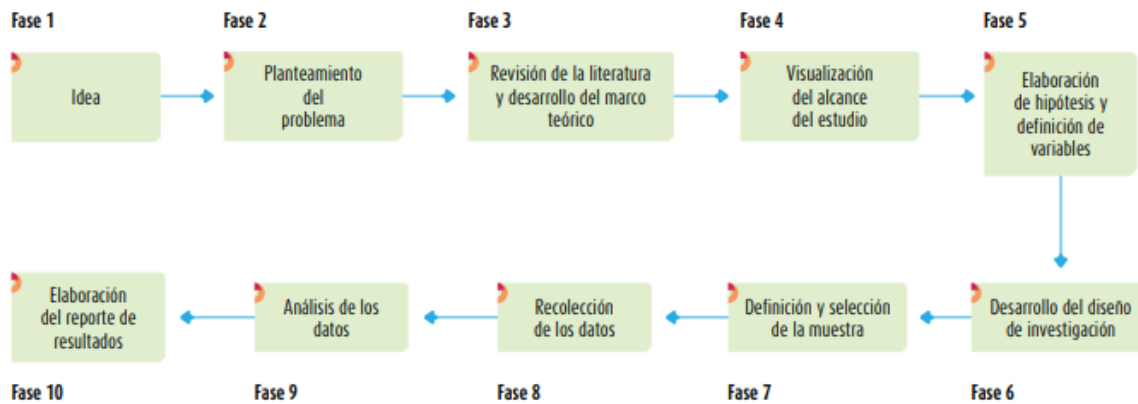 Fase 1
Fase 2
Fase 3
Fase 4
Fase 5
Idea
Planteamiento
del
problema
Revisión de la literatura
y desarrollo del marco
teórico
Visualización
del alcance
del estudio
Elaboración
de hipótesis y
definición de
variables
Elaboración
del reporte de
resultados
Análisis de los
datos
Recolección
de los datos
Definición y selección
de la muestra
Desarrollo del diseño
de investigación
Fase 10
Fase 9
Fase 8
Fase 7
Fase 6